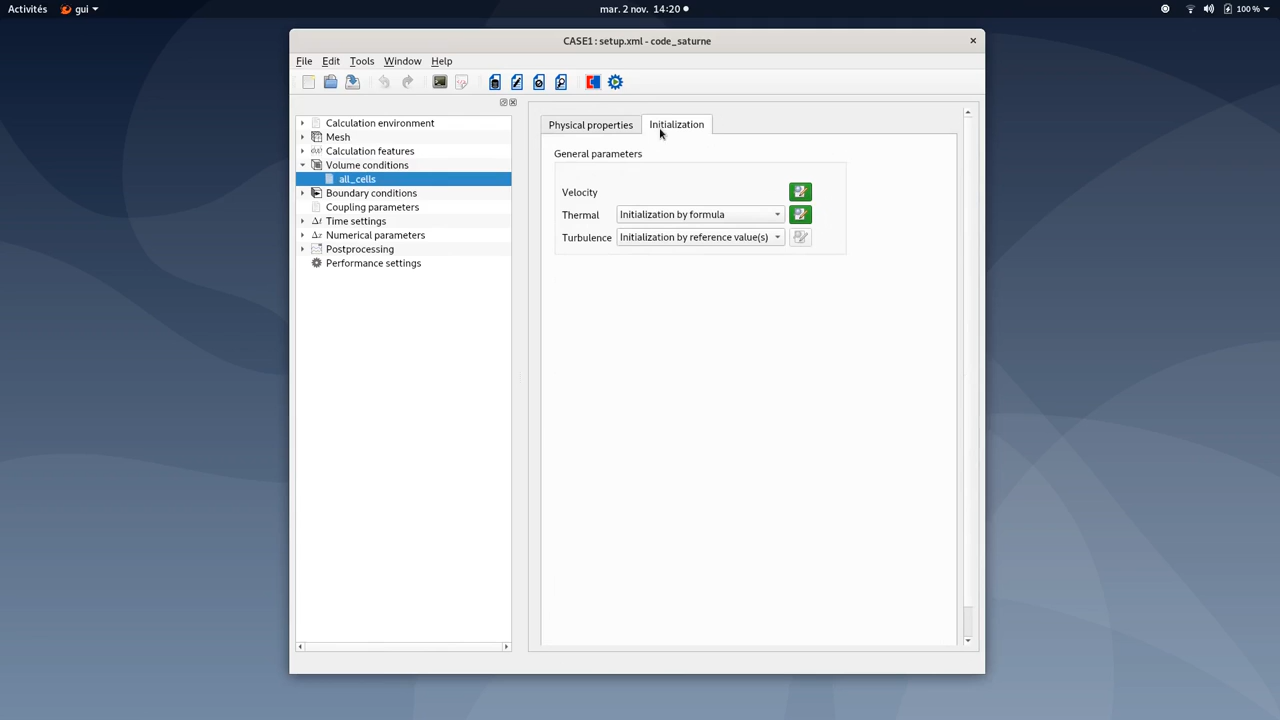 Activités gui mar. 2 nov. 14:20 100 %
CASE1 : setup.xml - code_saturne
File Edit Tools Window Help
Calculation environment
Mesh
Calculation features
Volume conditions
all_cells
Boundary conditions
Coupling parameters
Δt Time settings
Δx Numerical parameters
Postprocessing
Performance settings
Physical properties Initialization
General parameters
Velocity
Thermal Initialization by formula
Turbulence Initialization by reference value(s)